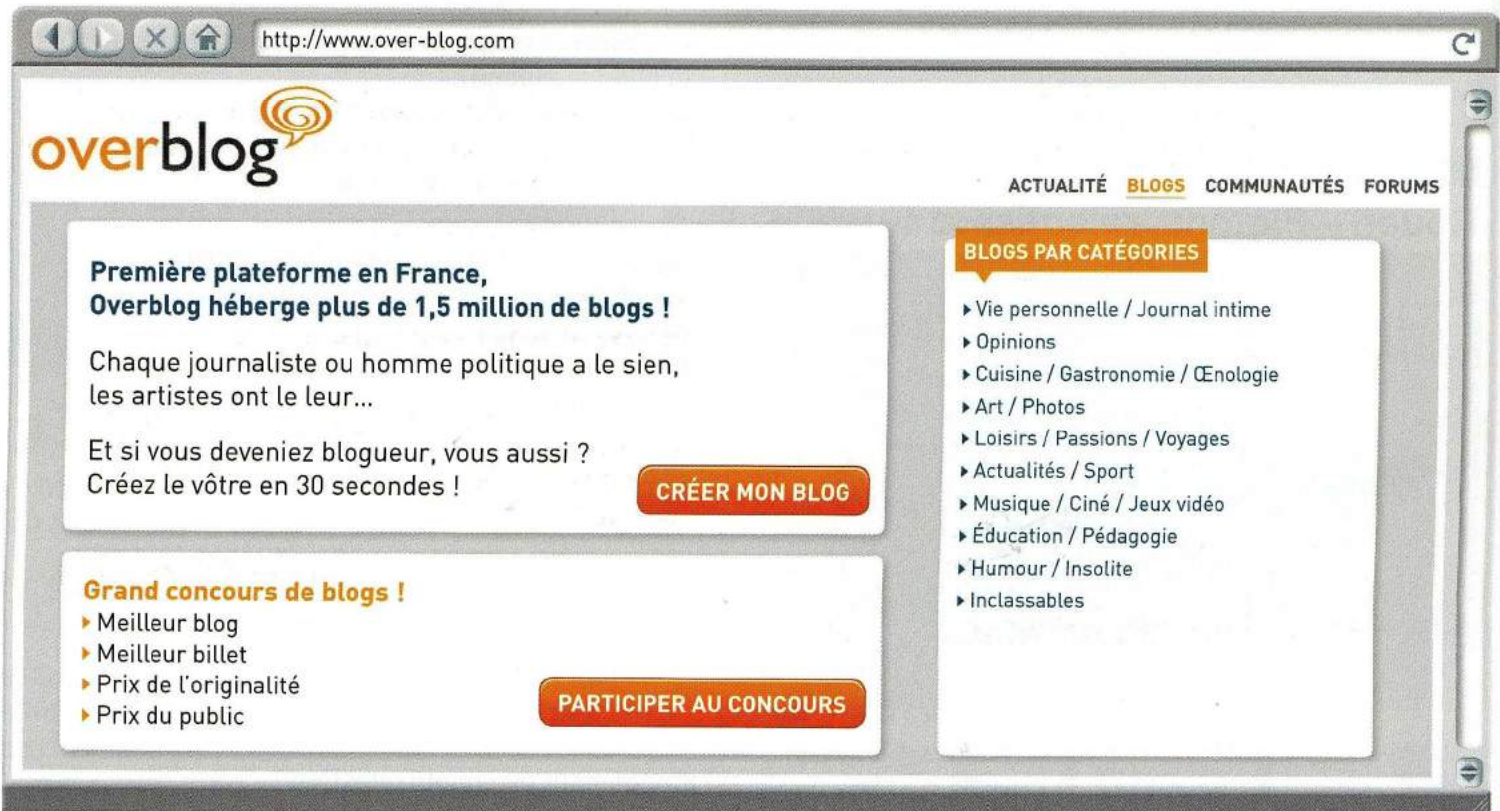 http://www.over-blog.com
overblog
ACTUALITÉ BLOGS COMMUNAUTÉS FORUMS
Première plateforme en France,
Overblog héberge plus de 1,5 million de blogs !
Chaque journaliste ou homme politique a le sien,
les artistes ont le leur...
Et si vous deveniez blogueur, vous aussi ?
Créez le vôtre en 30 secondes !
CRÉER MON BLOG
Grand concours de blogs !
Meilleur blog
Meilleur billet
Prix de l'originalité
Prix du public
PARTICIPER AU CONCOURS
BLOGS PAR CATÉGORIES
Vie personnelle / Journal intime
Opinions
Cuisine / Gastronomie / Œnologie
Art / Photos
Loisirs / Passions / Voyages
Actualités / Sport
Musique / Ciné / Jeux vidéo
Éducation / Pédagogie
Humour / Insolite
Inclassables